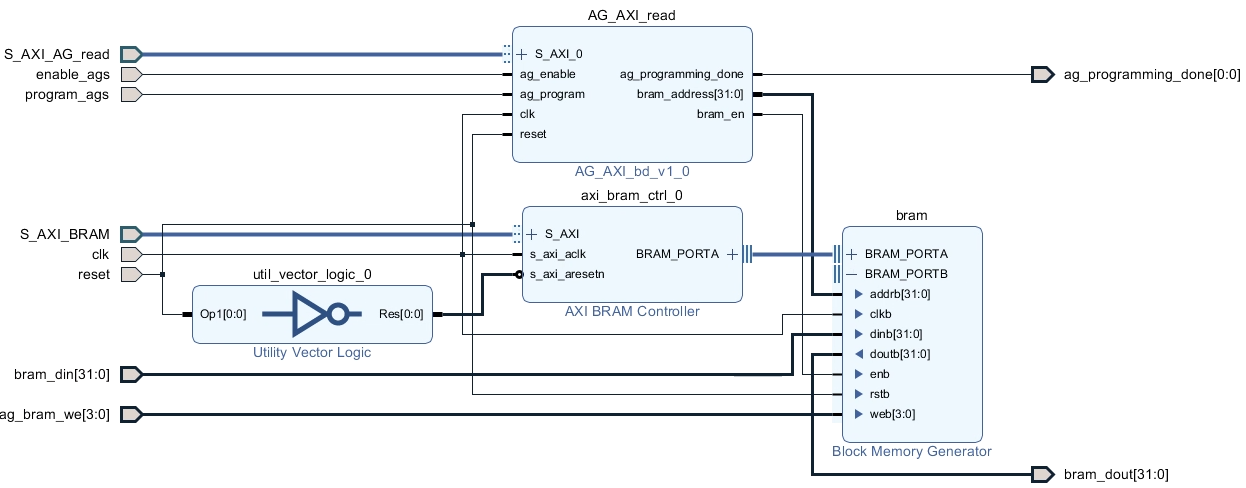 AG_AXI_read
S_AXI_AG_read
enable_ags
program_ags
S_AXI_0
ag_enable
ag_program
clk
reset
ag_programming_done
bram_address[31:0]
bram_en
AG_AXI_bd_v1_0
ag_programming_done[0:0]
axi_bram_ctrl_0
S_AXI_BRAM
clk
reset
S_AXI
s_axi_aclk
s_axi_aresetn
BRAM_PORTA
AXI BRAM Controller
util_vector_logic_0
Op1[0:0]
Res[0:0]
Utility Vector Logic
bram
BRAM_PORTA
BRAM_PORTB
addrb[31:0]
clkb
dinb[31:0]
doutb[31:0]
enb
rstb
web[3:0]
Block Memory Generator
bram_din[31:0]
ag_bram_we[3:0]
bram_dout[31:0]